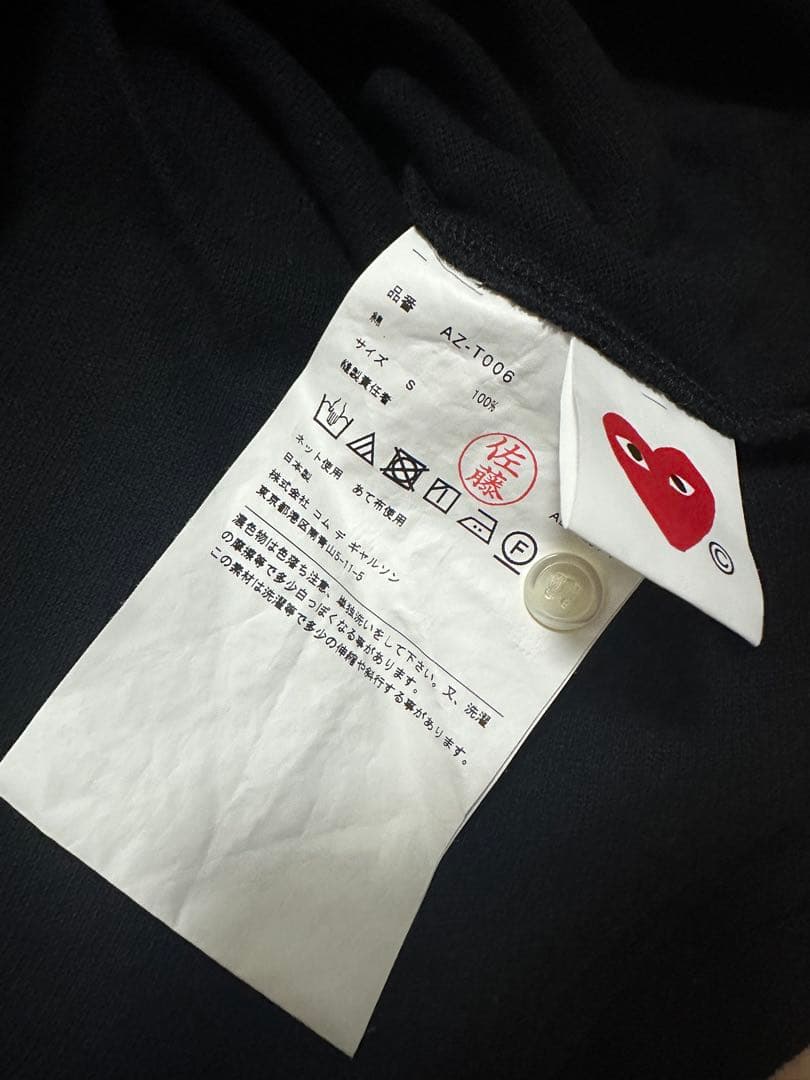 品番 AZ-T006
綿 100%
サイズ S
縫製責任者
佐藤
F
ネット使用 あて布使用
日本製
株式会社 コム デ ギャルソン
東京都港区南青山5-11-5
濃色物は色落ち注意、単独洗いをして下さい。又、洗濯
の摩擦等で多少白っぽくなる事があります。
この素材は洗濯等で多少の伸縮や斜行する事があります。
©